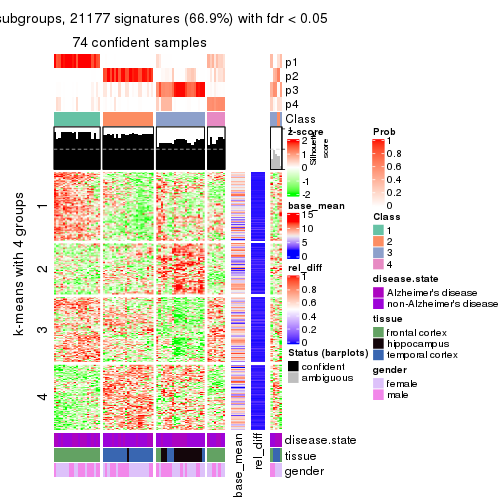 subgroups, 21177 signatures (66.9%) with fdr < 0.05
74 confident samples
p1
p2
p3
p4
Class
Silhouette score
k-means with 4 groups
1
2
3
4
z-score
2
1
0
-1
-2
base_mean
15
10
5
0
rel_diff
1
0.8
0.6
0.4
0.2
0
Status (barplots)
confident
ambiguous
Prob
1
0.8
0.6
0.4
0.2
0
Class
1
2
3
4
disease.state
Alzheimer's disease
non-Alzheimer's disease
tissue
frontal cortex
hippocampus
temporal cortex
gender
female
male
disease.state
tissue
gender
base_mean
rel_diff